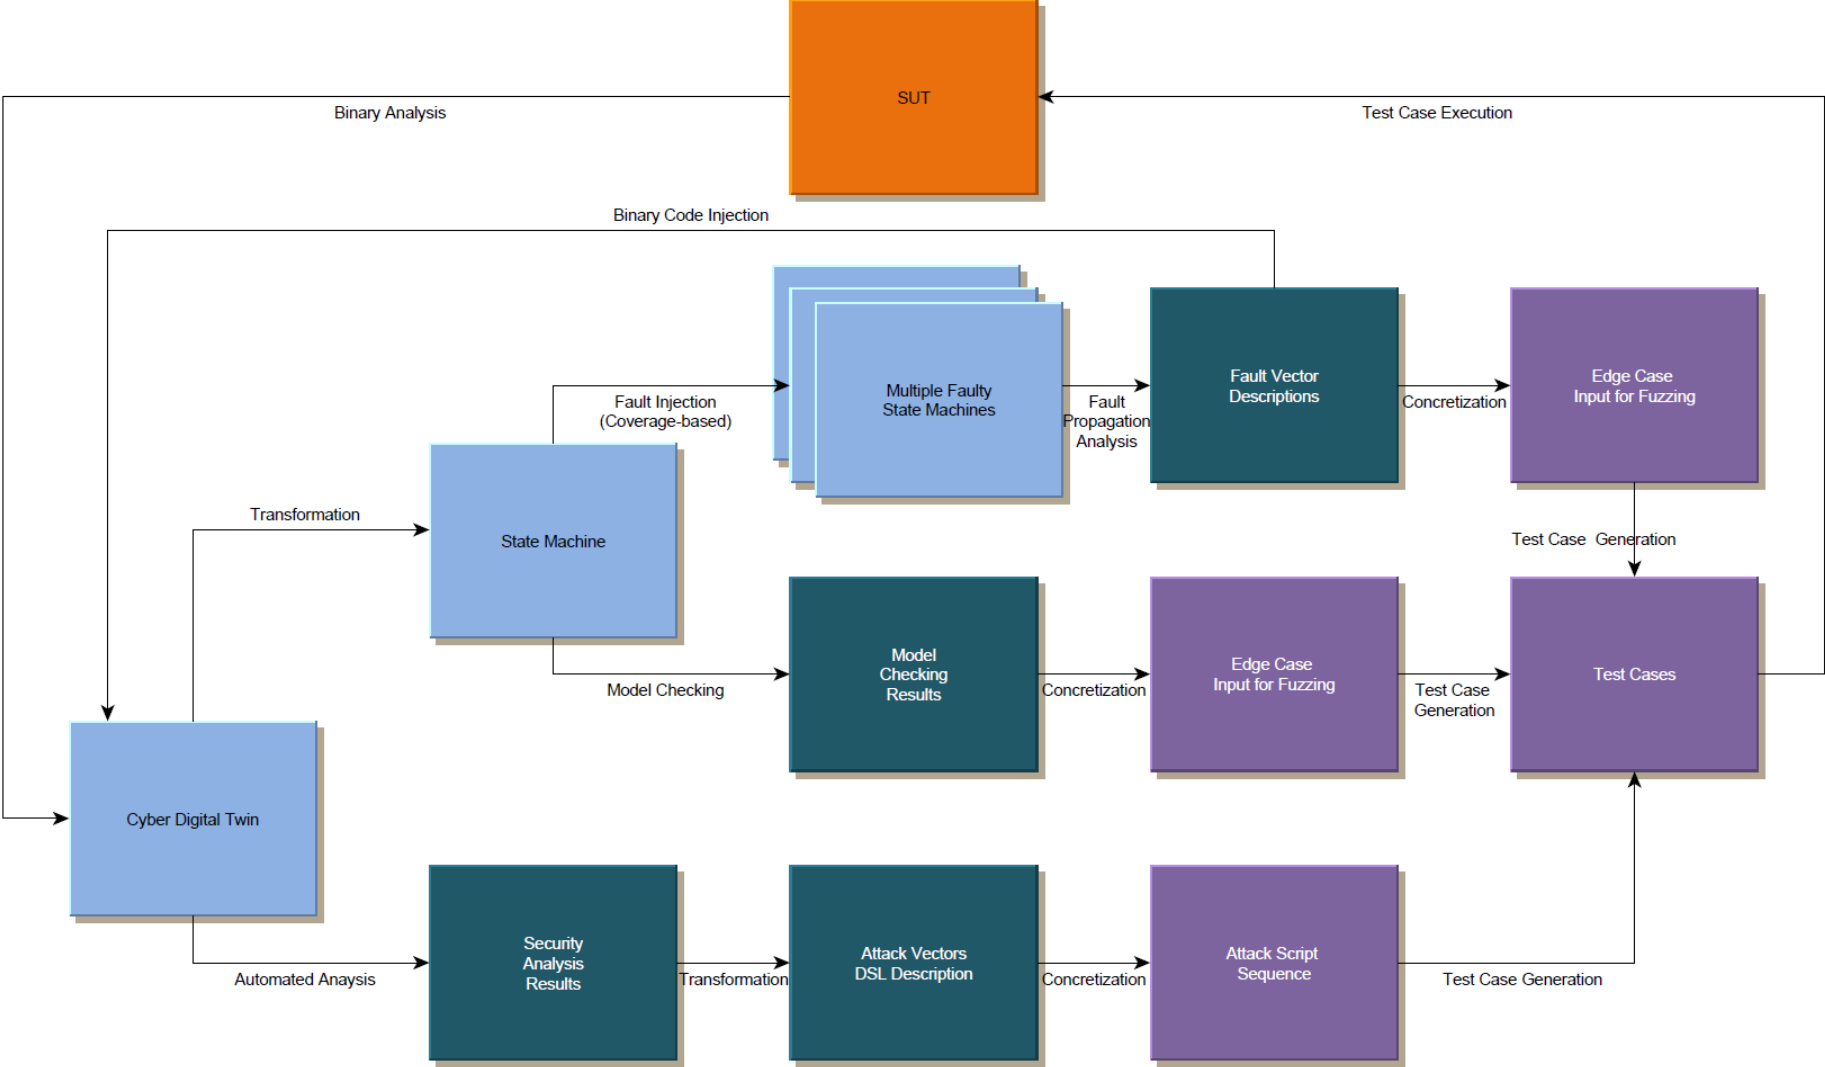 SUT
Binary Analysis
Test Case Execution
Binary Code Injection
Multiple Faulty
State Machines
Fault Vector
Descriptions
Edge Case
Input for Fuzzing
Fault Injection
(Coverage-based)
Fault
Propagation
Analysis
Concretization
Transformation
State Machine
Test Case Generation
Model
Checking
Results
Edge Case
Input for Fuzzing
Test Cases
Model Checking
Concretization
Test Case
Generation
Cyber Digital Twin
Security
Analysis
Results
Attack Vectors
DSL Description
Attack Script
Sequence
Automated Anaysis
Transformation
Concretization
Test Case Generation